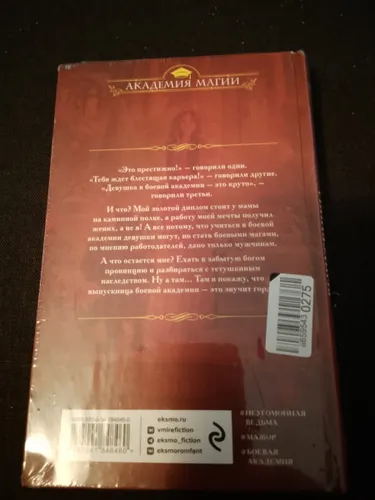 АКАДЕМИЯ МАГИИ
"Это престижно!" — говорили одни.
"Тебя ждет блестящая карьера!" — говорили другие.
"Девушка в боевой академии — это круто", —
говорили третьи.
И что? Мой золотой диплом стоит у мамы
на каминной полке, а работу моей мечты получил
жених, а не я! А все потому, что учиться в боевой
академии девушки могут, но стать боевыми магами,
по мнению работодателей, дано только мужчинам.
А что остается мне? Ехать в забытую богом
провинцию и разбираться с тетушкиным
наследством. Ну а там... Там я покажу, что
выпускница боевой академии — это звучит гордо
0275
eksmo.ru
vmirefiction
eksmo_fiction
eksmoromfant
#НЕУГОМОННАЯ
ВЕДЬМА
#МАЖОР
#БОЕВАЯ
АКАДЕМИЯ